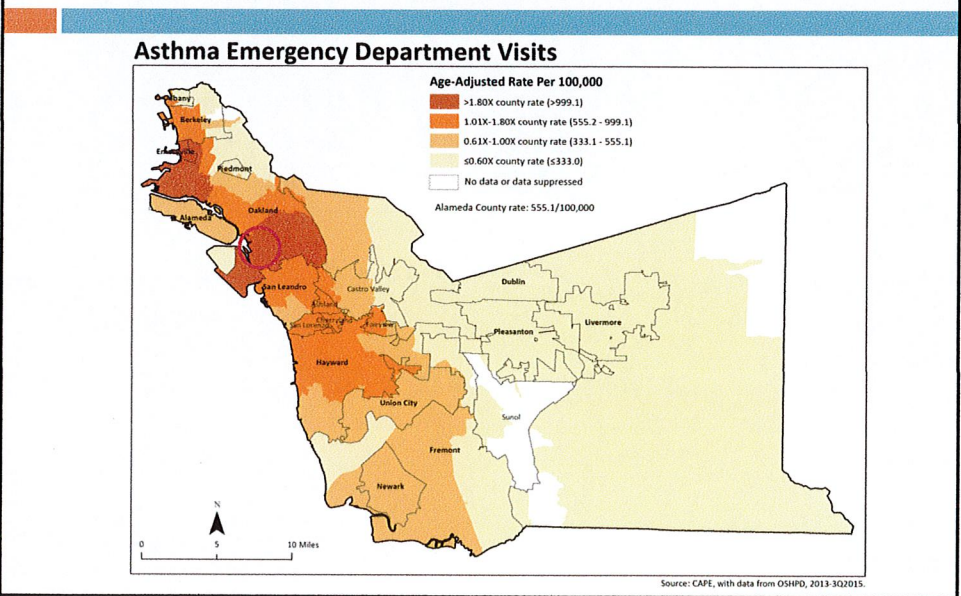 Asthma Emergency Department Visits
Age-Adjusted Rate Per 100,000
>1.80X county rate (>999.1)
1.01X-1.80X county rate (555.2 - 999.1)
0.61X-1.00X county rate (333.1 - 555.1)
≤0.60X county rate (≤333.0)
No data or data suppressed
Alameda County rate: 555.1/100,000
Albany
Berkeley
Emeryville
Piedmont
Oakland
Alameda
San Leandro
Castro Valley
Ashland
Cherryland
San Lorenzo
Fairview
Dublin
Livermore
Pleasanton
Hayward
Union City
Sunol
Fremont
Newark
N
0 5 10 Miles
Source: CAPE, with data from OSHPD, 2013-3Q2015.